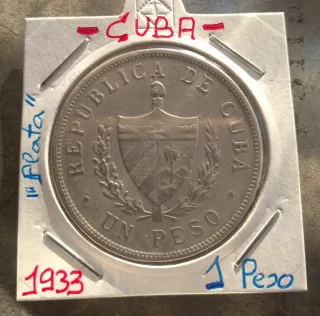 - CUBA -
"Plata"
REPUBLICA DE CUBA
· UN PESO ·
1933
1 Peso